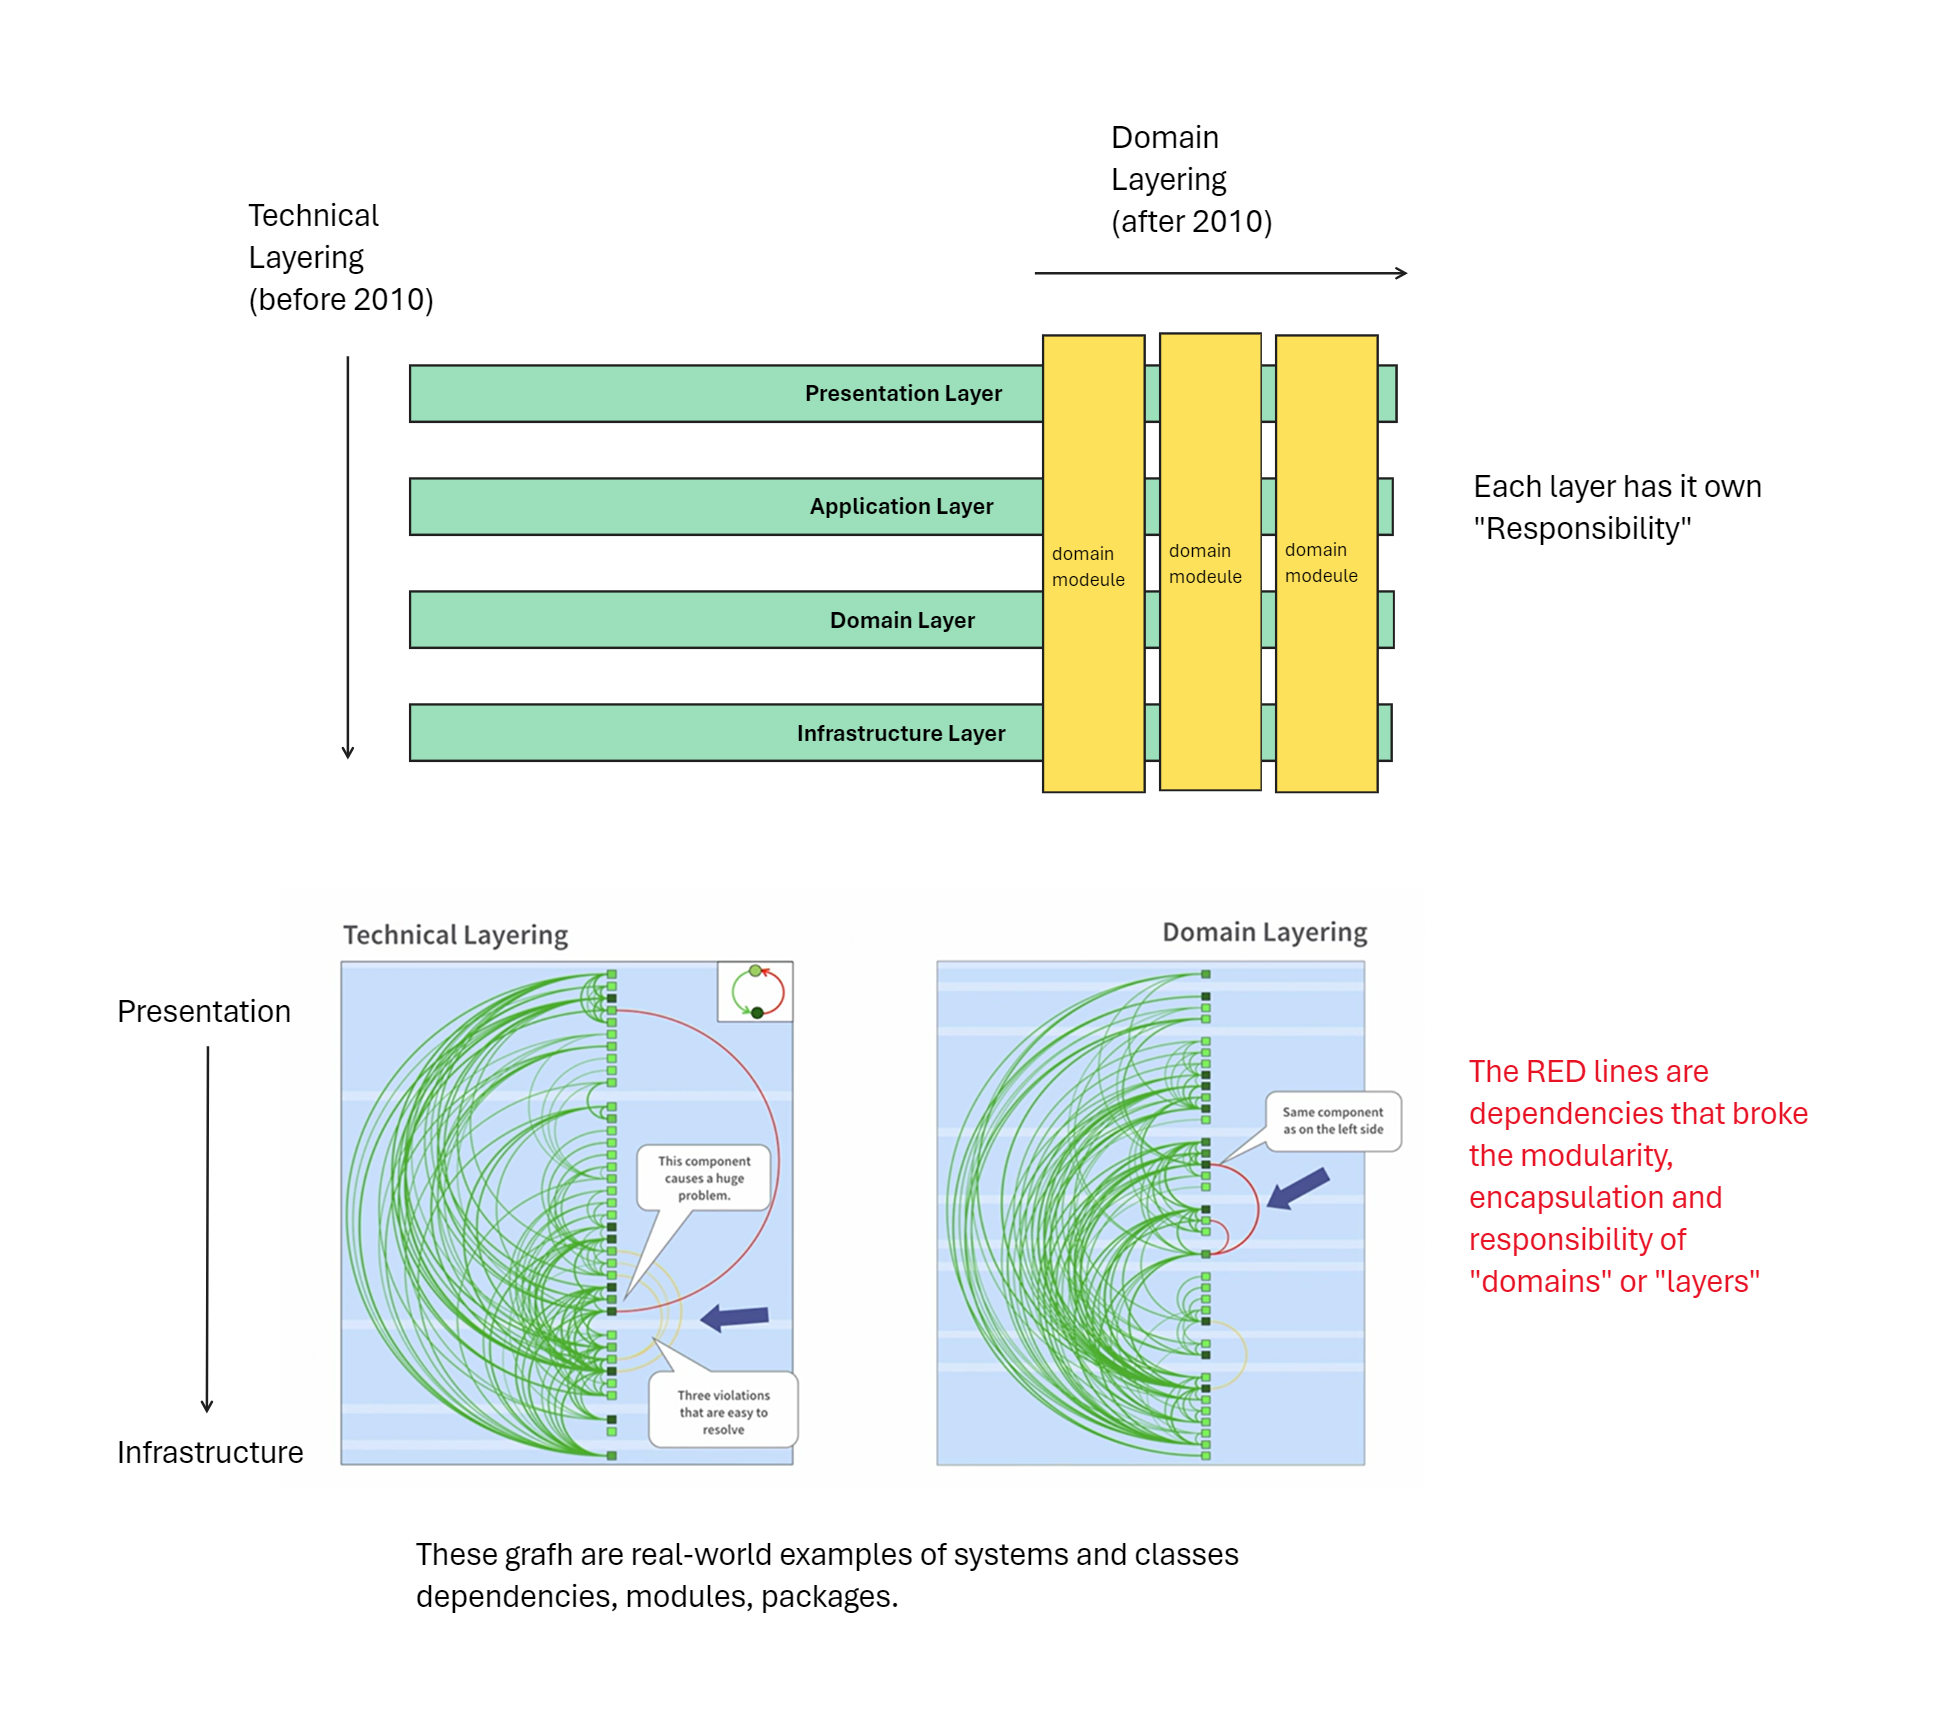 Domain
Layering
(after 2010)
Technical
Layering
(before 2010)
Presentation Layer
Application Layer
Domain Layer
Infrastructure Layer
domain
modeule
domain
modeule
domain
modeule
Each layer has it own
"Responsibility"
Technical Layering
Domain Layering
Presentation
Infrastructure
This component
causes a huge
problem.
Three violations
that are easy to
resolve
Same component
as on the left side
The RED lines are
dependencies that broke
the modularity,
encapsulation and
responsibility of
"domains" or "layers"
These grafh are real-world examples of systems and classes
dependencies, modules, packages.